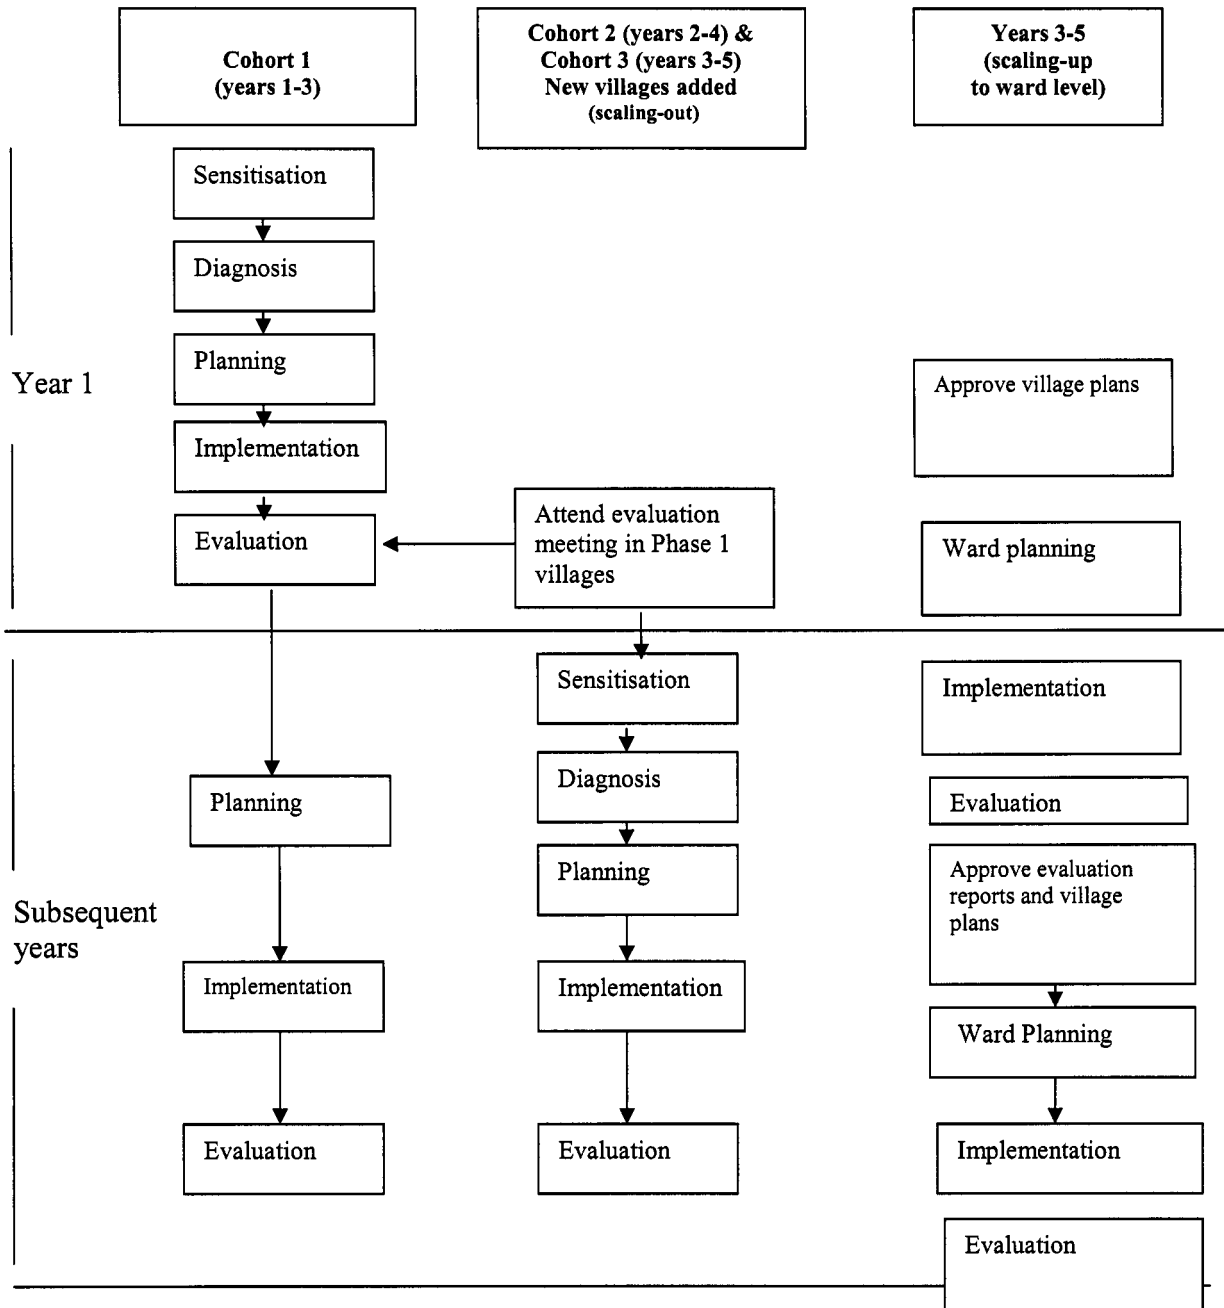 Cohort 1
(years 1-3)
Cohort 2 (years 2-4) &
Cohort 3 (years 3-5)
New villages added
(scaling-out)
Years 3-5
(scaling-up
to ward level)
Year 1
Sensitisation
Diagnosis
Planning
Implementation
Evaluation
Attend evaluation
meeting in Phase 1
villages
Approve village plans
Ward planning
Subsequent
years
Planning
Implementation
Evaluation
Sensitisation
Diagnosis
Planning
Implementation
Evaluation
Implementation
Evaluation
Approve evaluation
reports and village
plans
Ward Planning
Implementation
Evaluation